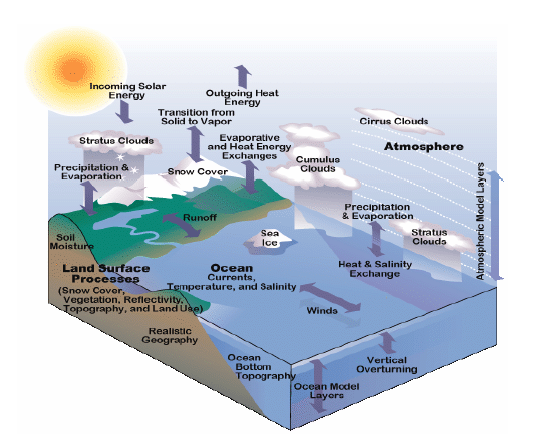 Incoming Solar
Energy
Outgoing Heat
Energy
Transition from
Solid to Vapor
Cirrus Clouds
Stratus Clouds
Evaporative
and Heat Energy
Exchanges
Atmosphere
Cumulus
Clouds
Precipitation &
Evaporation
Snow Cover
Atmospheric Model Layers
Precipitation
& Evaporation
Runoff
Stratus
Clouds
Sea
Ice
Soil
Moisture
Land Surface
Processes
(Snow Cover,
Vegetation, Reflectivity,
Topography, and Land Use)
Ocean
Currents,
Temperature, and Salinity
Heat & Salinity
Exchange
Winds
Realistic
Geography
Ocean
Bottom
Topography
Vertical
Overturning
Ocean Model
Layers